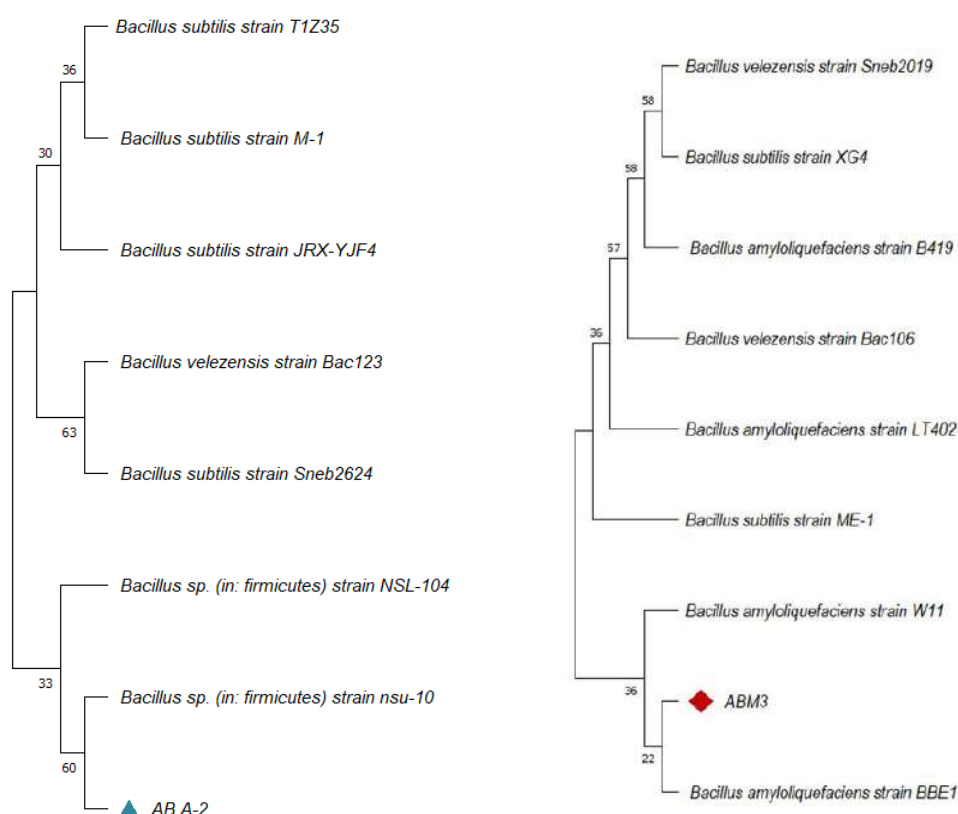 Bacillus subtilis strain T1Z35
36
Bacillus subtilis strain M-1
30
Bacillus subtilis strain JRX-YJF4
Bacillus velezensis strain Bac123
63
Bacillus subtilis strain Sneb2624
Bacillus sp. (in: firmicutes) strain NSL-104
33
Bacillus sp. (in: firmicutes) strain nsu-10
60
AB A-2
Bacillus velezensis strain Sneb2019
58
Bacillus subtilis strain XG4
58
Bacillus amyloliquefaciens strain B419
57
Bacillus velezensis strain Bac106
36
Bacillus amyloliquefaciens strain LT402
Bacillus subtilis strain ME-1
Bacillus amyloliquefaciens strain W11
36
ABM3
22
Bacillus amyloliquefaciens strain BBE1